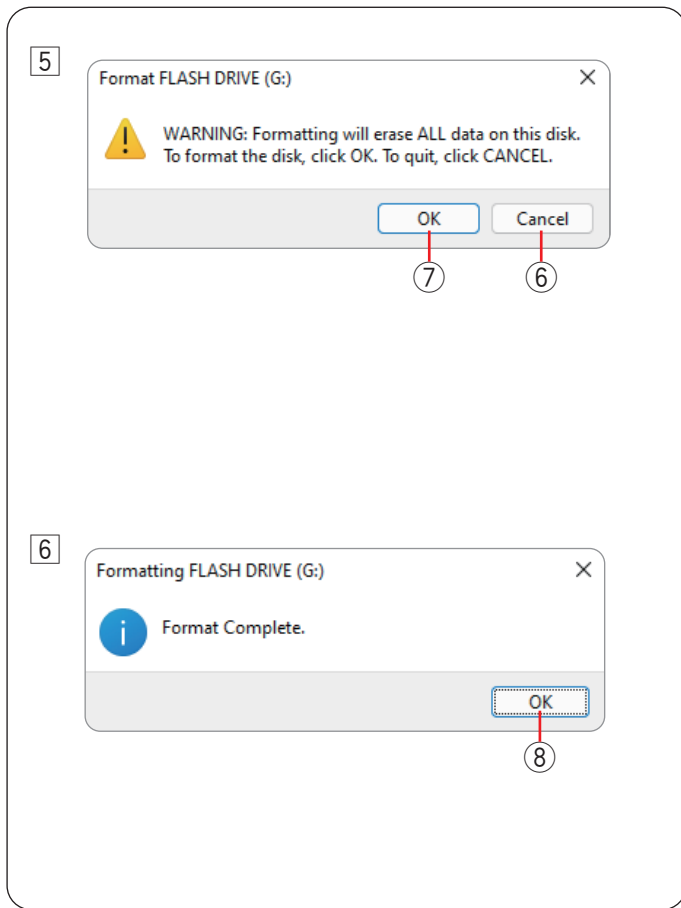 5
Format FLASH DRIVE (G:)
WARNING: Formatting will erase ALL data on this disk.
To format the disk, click OK. To quit, click CANCEL.
OK Cancel
⑦ ⑥
6
Formatting FLASH DRIVE (G:)
Format Complete.
OK
⑧